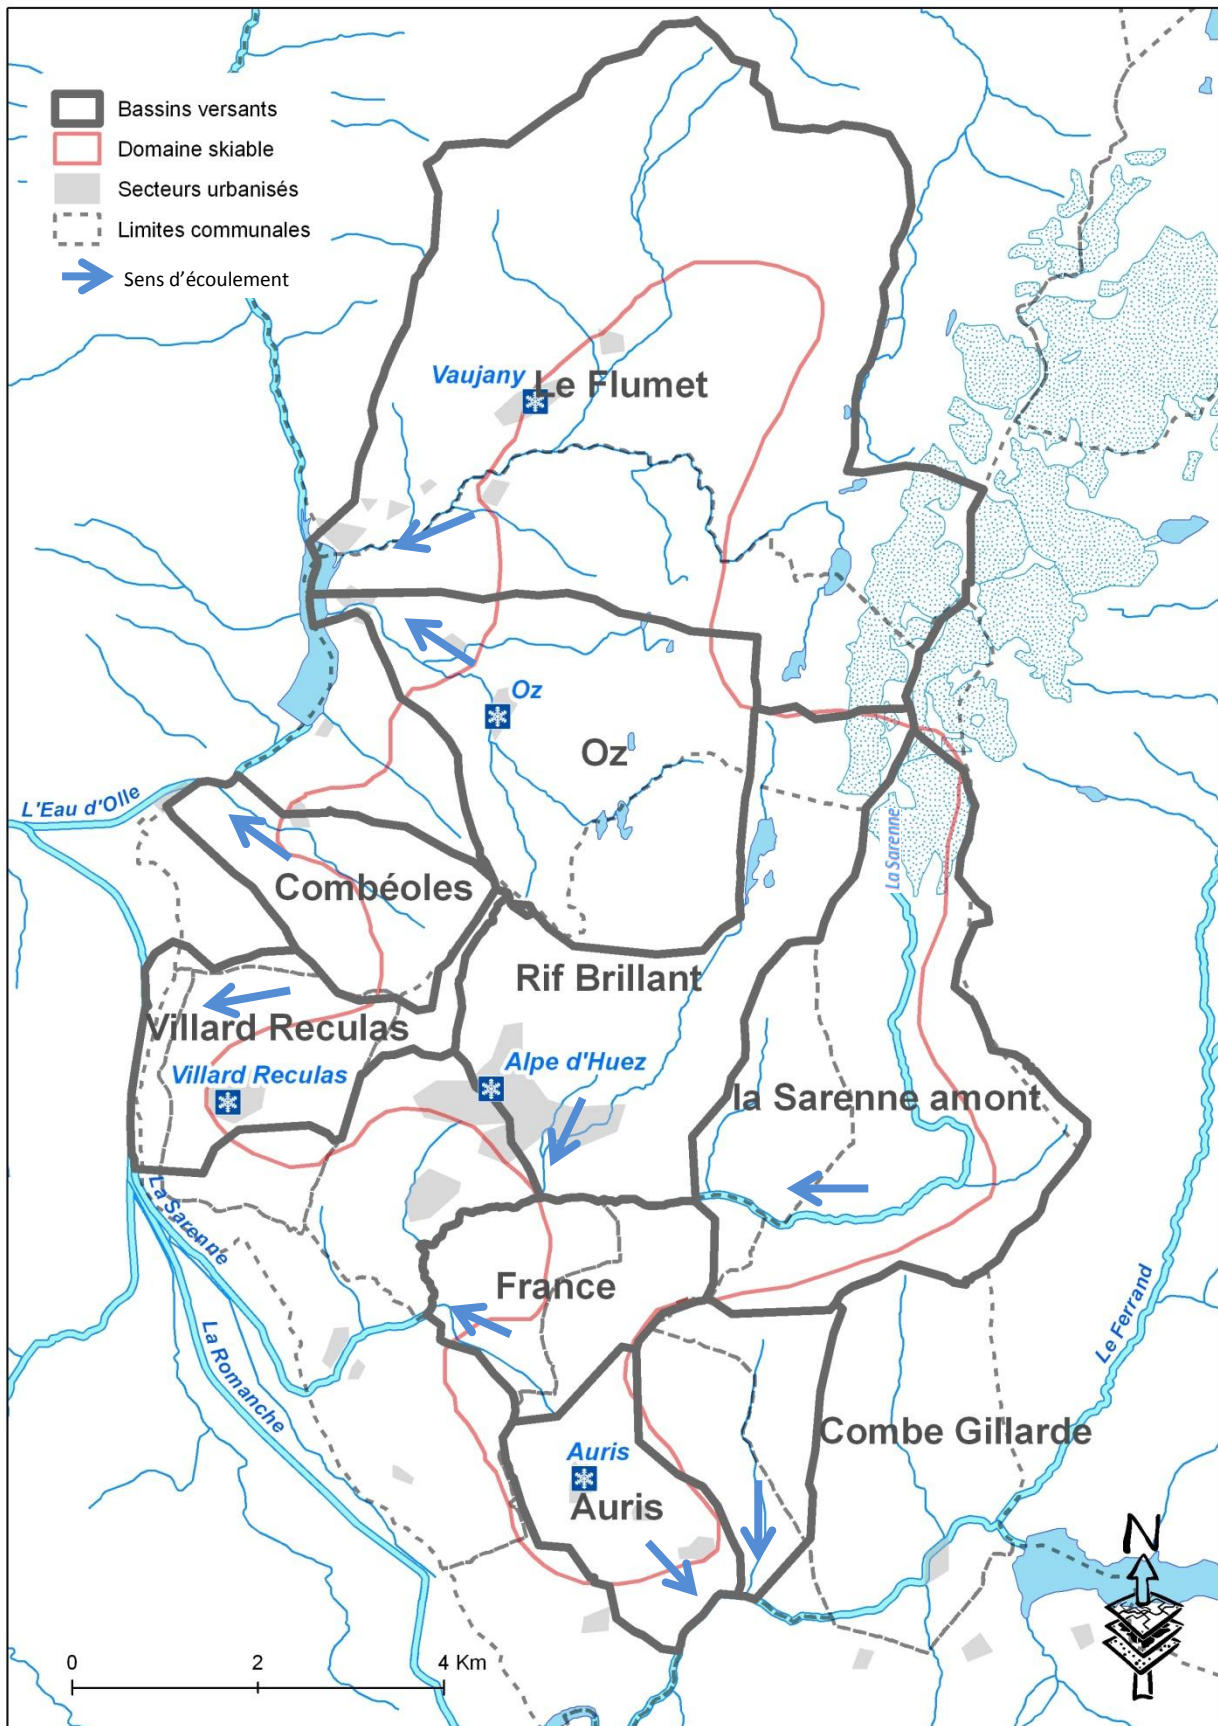 Bassins versants
Domaine skiable
Secteurs urbanisés
Limites communales
Sens d'écoulement
Vaujany
Le Flumet
Oz
Oz
L'Eau d'Olle
La Sarenne
Combéoles
Rif Brillant
Villard Reculas
Alpe d'Huez
Villard Reculas
la Sarenne amont
La Sarenne
France
Le Ferrand
La Romanche
Combe Gillarde
Auris
Auris
N
0 2 4 Km